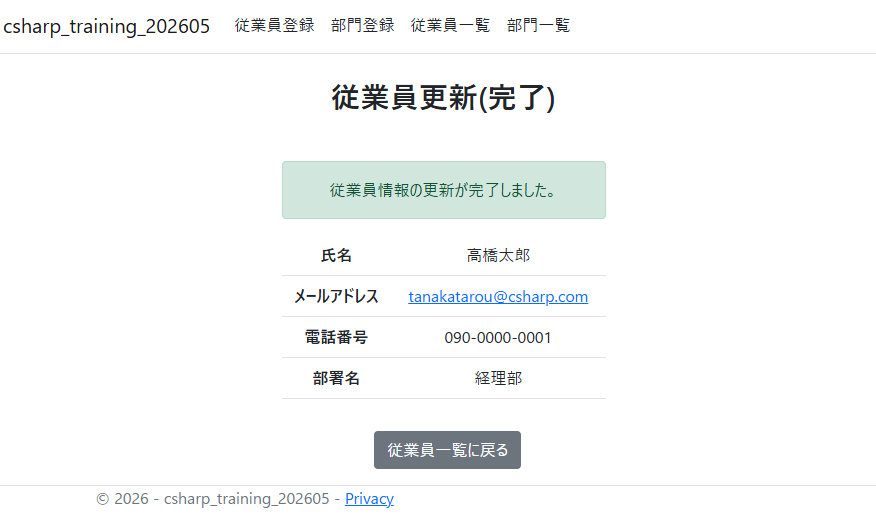 csharp_training_202605 従業員登録 部門登録 従業員一覧 部門一覧
従業員更新(完了)
従業員情報の更新が完了しました。
氏名 高橋太郎
メールアドレス tanakatarou@csharp.com
電話番号 090-0000-0001
部署名 経理部
従業員一覧に戻る
© 2026 - csharp_training_202605 - Privacy